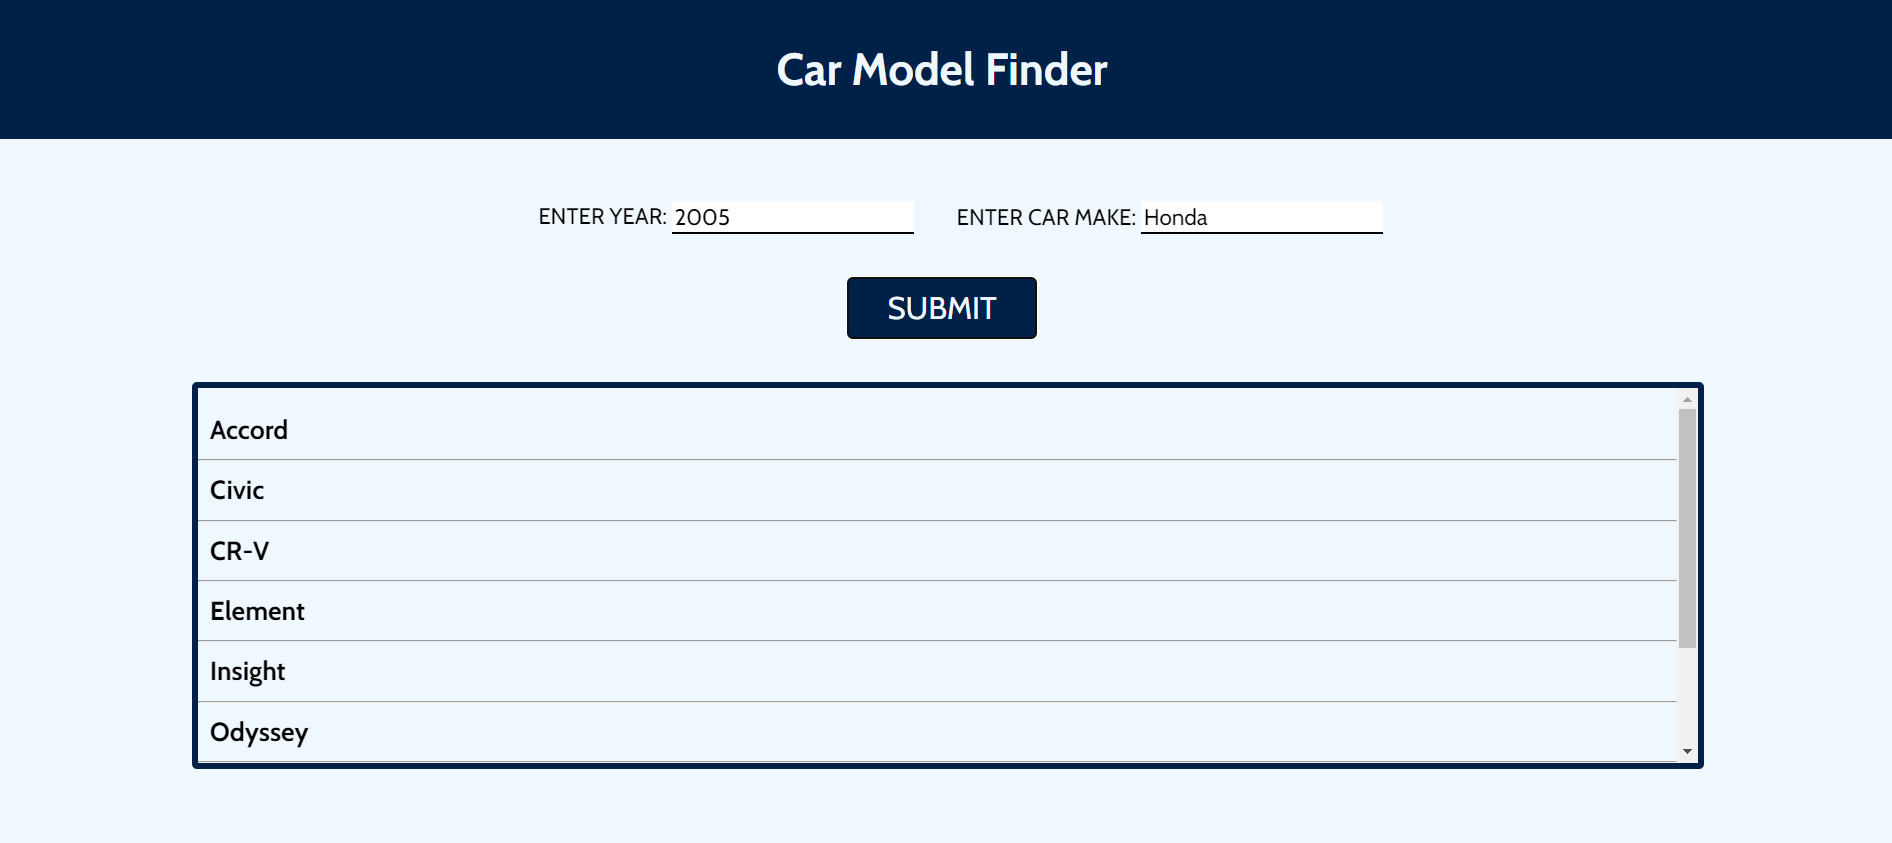 Car Model Finder
ENTER YEAR: 2005 ENTER CAR MAKE: Honda
SUBMIT
Accord
Civic
CR-V
Element
Insight
Odyssey